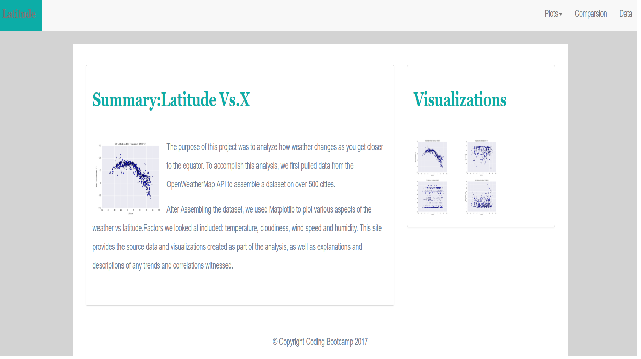 Latitude
Plots
Comparsion
Data
Summary:Latitude Vs.X
The purpose of this project was to analyze how weather changes as you get closer
to the equator. To accomplish this analysis, we first pulled data from the
OpenWeatherMap API to assemble a dataset on over 500 cities.
After Assembling the dataset, we used Matplotlib to plot various aspects of the
weather vs latitude.Factors we looked at included: temperature, cloudiness, wind speed and humidity. This site
provides the source data and visualizations created as part of the analysis, as well as explanations and
descriptions of any trends and correlations witnessed.
Visualizations
© Copyright Coding Bootcamp 2017